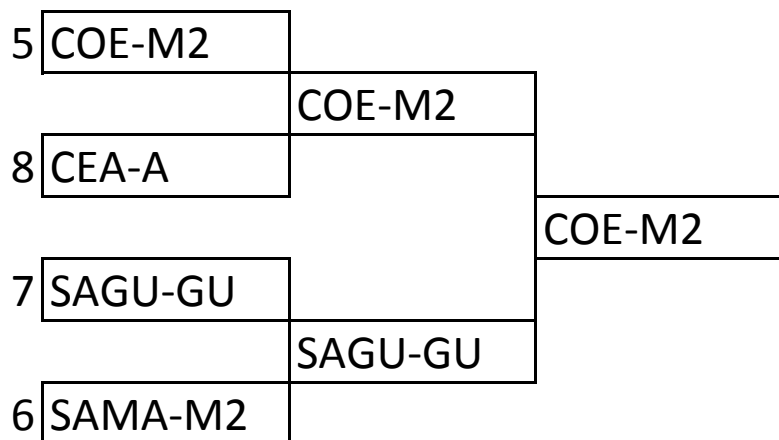 5 COE-M2
COE-M2
8 CEA-A
COE-M2
7 SAGU-GU
SAGU-GU
6 SAMA-M2